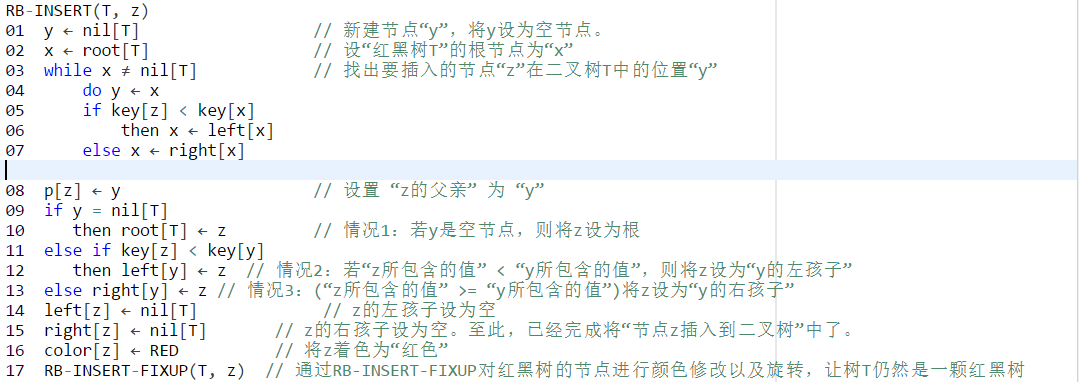 RB-INSERT(T, z)
01  y ← nil[T]                        // 新建节点“y”，将y设为空节点。
02  x ← root[T]                       // 设“红黑树T”的根节点为“x”
03  while x ≠ nil[T]                  // 找出要插入的节点“z”在二叉树T中的位置“y”
04      do y ← x
05      if key[z] < key[x]
06          then x ← left[x]
07      else x ← right[x]
08  p[z] ← y                          // 设置 “z的父亲” 为 “y”
09  if y = nil[T]
10     then root[T] ← z               // 情况1：若y是空节点，则将z设为根
11  else if key[z] < key[y]
12     then left[y] ← z  // 情况2：若“z所包含的值” < “y所包含的值”，则将z设为“y的左孩子”
13  else right[y] ← z // 情况3：(“z所包含的值” >= “y所包含的值”)将z设为“y的右孩子”
14  left[z] ← nil[T]                   // z的左孩子设为空
15  right[z] ← nil[T]             // z的右孩子设为空。至此，已经完成将“节点z插入到二叉树”中了。
16  color[z] ← RED                // 将z着色为“红色”
17  RB-INSERT-FIXUP(T, z)  // 通过RB-INSERT-FIXUP对红黑树的节点进行颜色修改以及旋转，让树T仍然是一颗红黑树